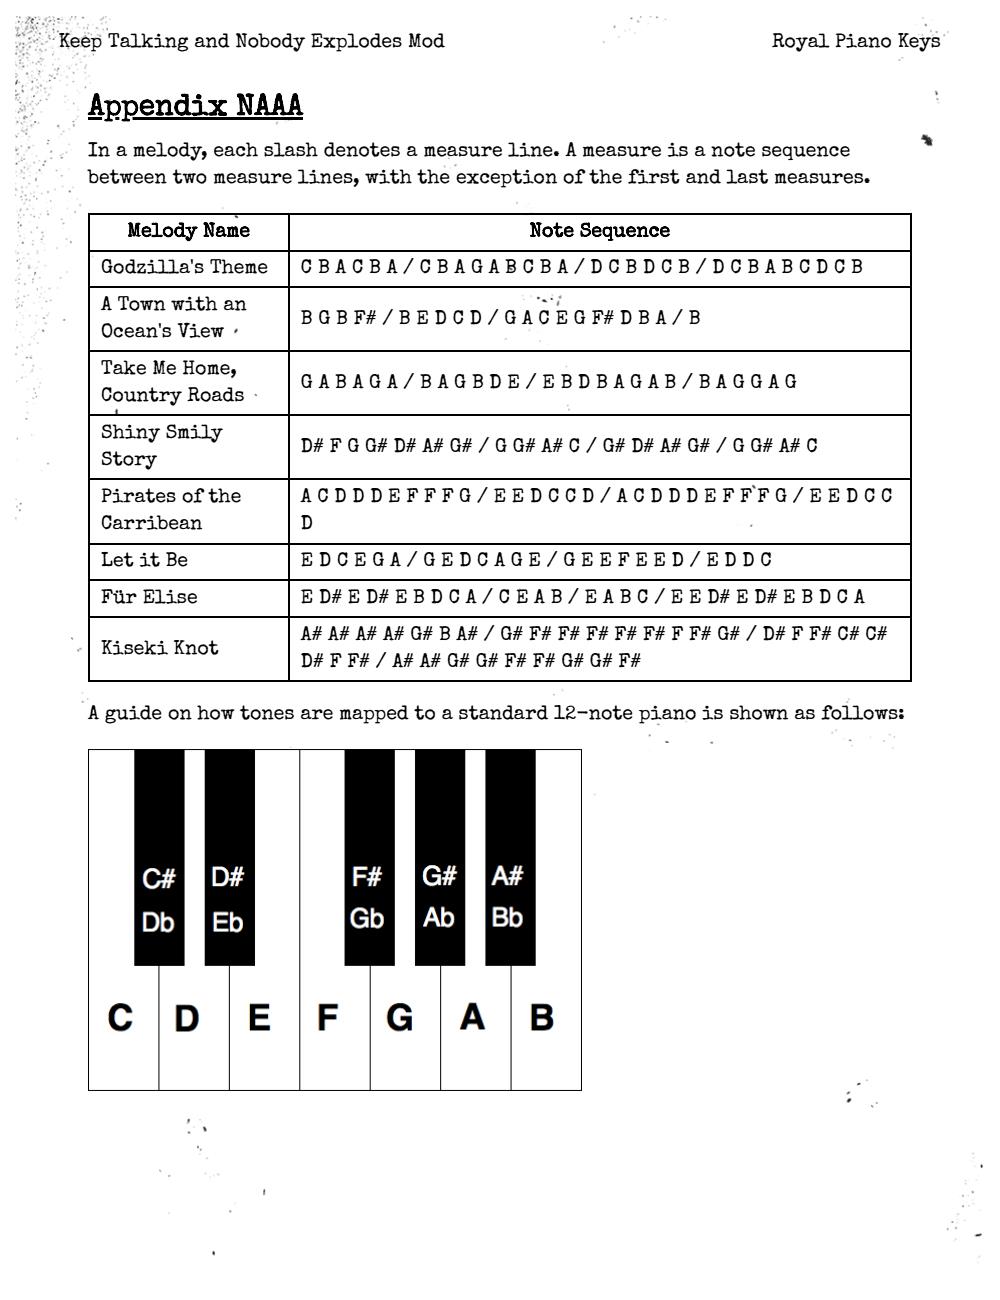 Keep Talking and Nobody Explodes Mod
Royal Piano Keys
Appendix NAAA
In a melody, each slash denotes a measure line. A measure is a note sequence
between two measure lines, with the exception of the first and last measures.
Melody Name
Note Sequence
Godzilla's Theme
C B A C B A / C B A G A B C B A / D C B D C B / D C B A B C D C B
A Town with an
Ocean's View
B G B F# / B E D C D / G A C E G F# D B A / B
Take Me Home,
Country Roads
G A B A G A / B A G B D E / E B D B A G A B / B A G G A G
Shiny Smily
Story
D# F G G# D# A# G# / G G# A# C / G# D# A# G# / G G# A# C
Pirates of the
Carribean
A C D D D E F F F G / E E D C C D / A C D D D E F F F G / E E D C C
D
Let it Be
E D C E G A / G E D C A G E / G E E F E E D / E D D C
Für Elise
E D# E D# E B D C A / C E A B / E A B C / E E D# E D# E B D C A
Kiseki Knot
A# A# A# A# G# B A# / G# F# F# F# F# F# F F# G# / D# F F# C# C#
D# F F# / A# A# G# G# F# F# G# G# F#
A guide on how tones are mapped to a standard 12-note piano is shown as follows:
C# D# F# G# A#
Db Eb Gb Ab Bb
C D E F G A B